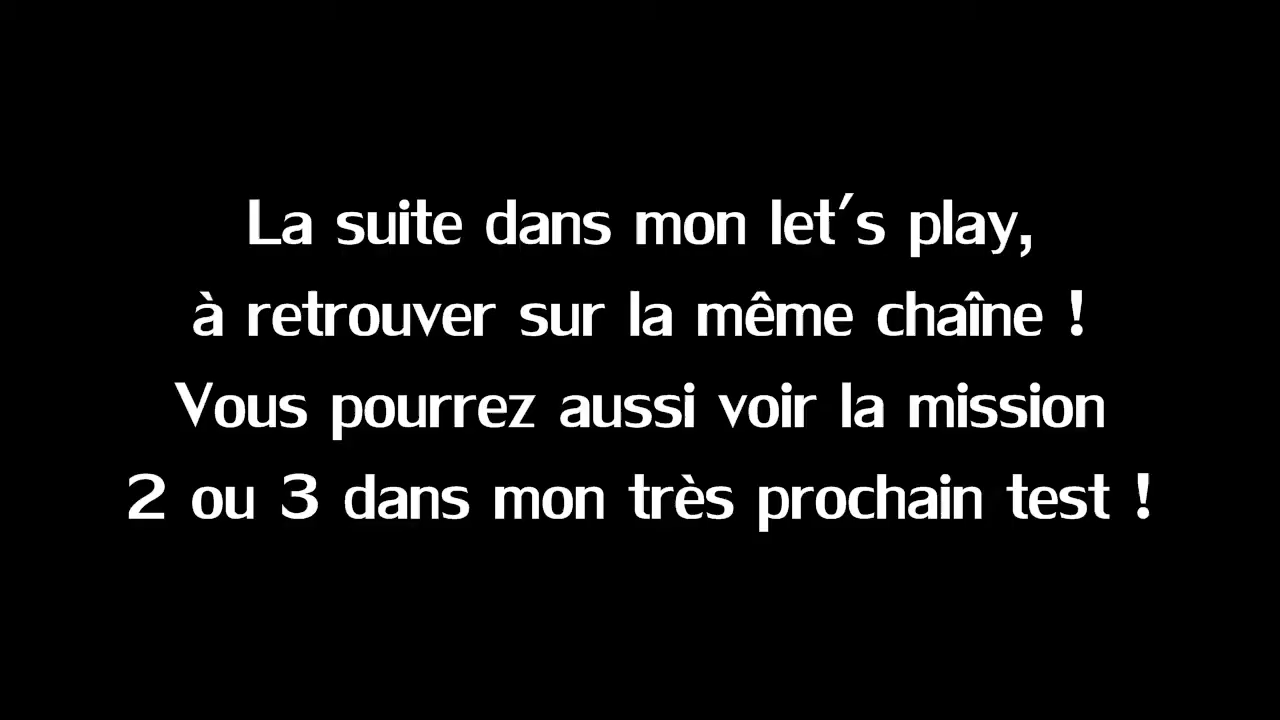 La suite dans mon let's play,
à retrouver sur la même chaîne !
Vous pourrez aussi voir la mission
2 ou 3 dans mon très prochain test !